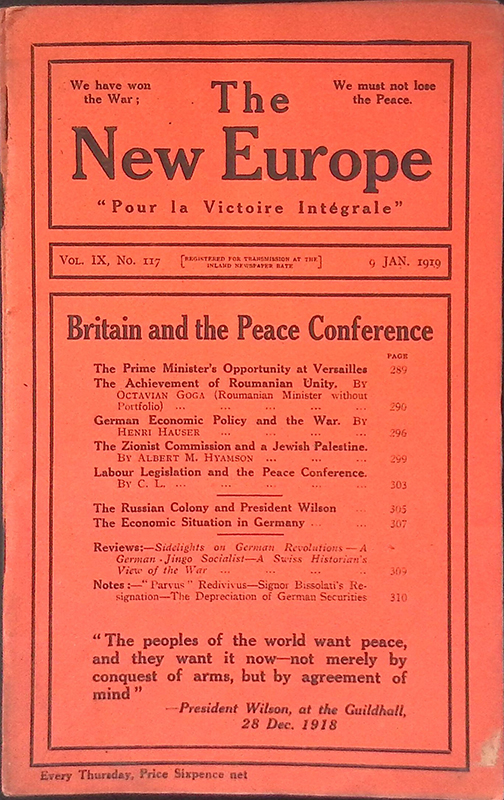 We have won
the War;
The
We must not lose
the Peace.
New Europe
"Pour la Victoire Intégrale"
Vol. IX, No. 117 [REGISTERED FOR TRANSMISSION AT THE INLAND NEWSPAPER RATE] 9 JAN. 1919
Britain and the Peace Conference
PAGE
The Prime Minister's Opportunity at Versailles 289
The Achievement of Roumanian Unity. By
Octavian Goga (Roumanian Minister without
Portfolio) ... ... ... ... ... 290
German Economic Policy and the War. By
Henri Hauser ... ... ... ... 296
The Zionist Commission and a Jewish Palestine.
By Albert M. Hyamson ... ... ... 299
Labour Legislation and the Peace Conference.
By C. L. ... ... ... ... ... 303
The Russian Colony and President Wilson ... 305
The Economic Situation in Germany ... ... 307
Reviews:—Sidelights on German Revolutions—A
German Jingo Socialist—A Swiss Historian's
View of the War ... ... ... ... 309
Notes:—"Parvus" Redivivus—Signor Bissolati's Re-
signation—The Depreciation of German Securities 310
"The peoples of the world want peace,
and they want it now—not merely by
conquest of arms, but by agreement of
mind"
—President Wilson, at the Guildhall,
28 Dec. 1918
Every Thursday, Price Sixpence net